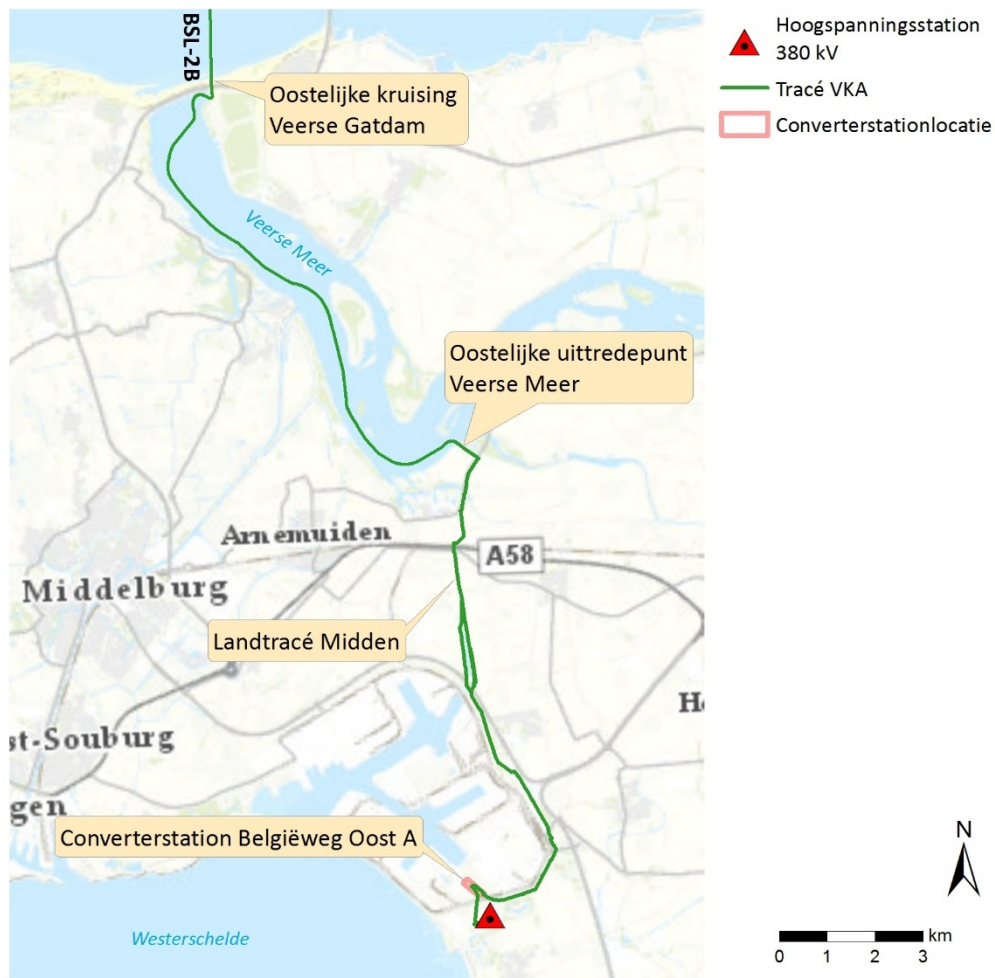 BSL-2B
Oostelijke kruising
Veerse Gatdam
Veerse Meer
Oostelijke uittredepunt
Veerse Meer
Arnemuiden
A58
Middelburg
Landtracé Midden
He
st-Souburg
gen
Converterstation Belgiëweg Oost A
Westerschelde
Hoogspanningsstation
380 kV
Tracé VKA
Converterstationlocatie
N
km
0 1 2 3